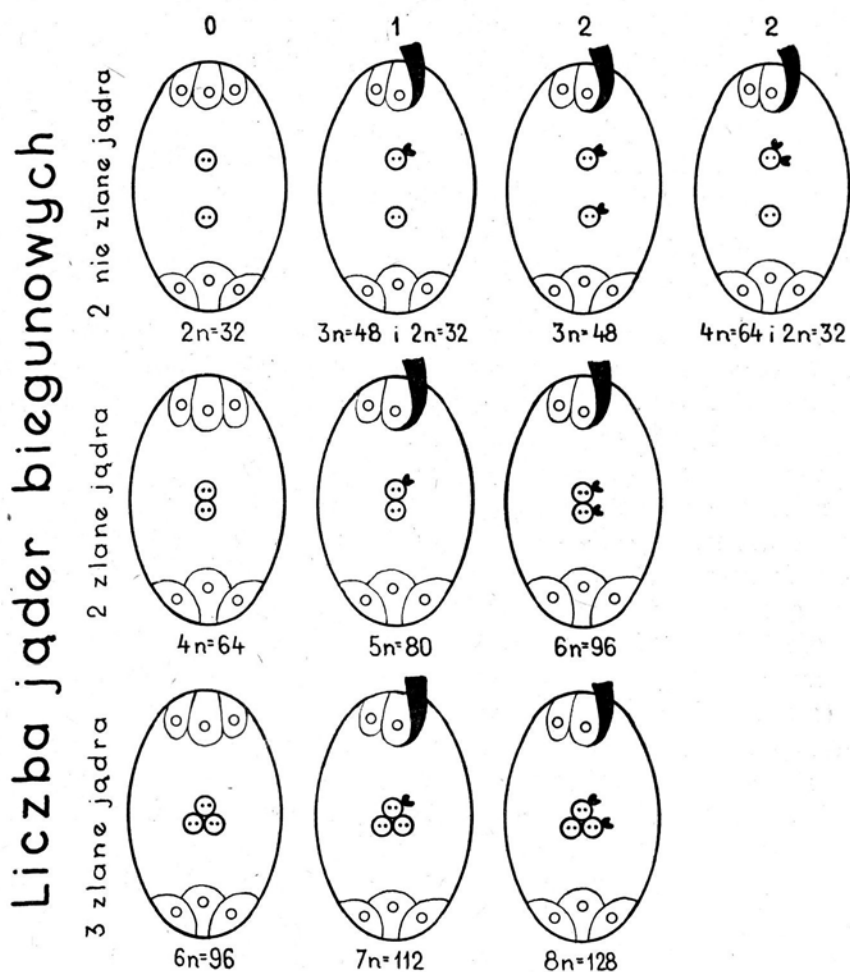 Liczba jąder biegunowych
0 1 2 2
2 nie zlane jądra
2n=32 3n=48 i 2n=32 3n=48 4n=64 i 2n=32
2 zlane jądra
4n=64 5n=80 6n=96
3 zlane jądra
6n=96 7n=112 8n=128